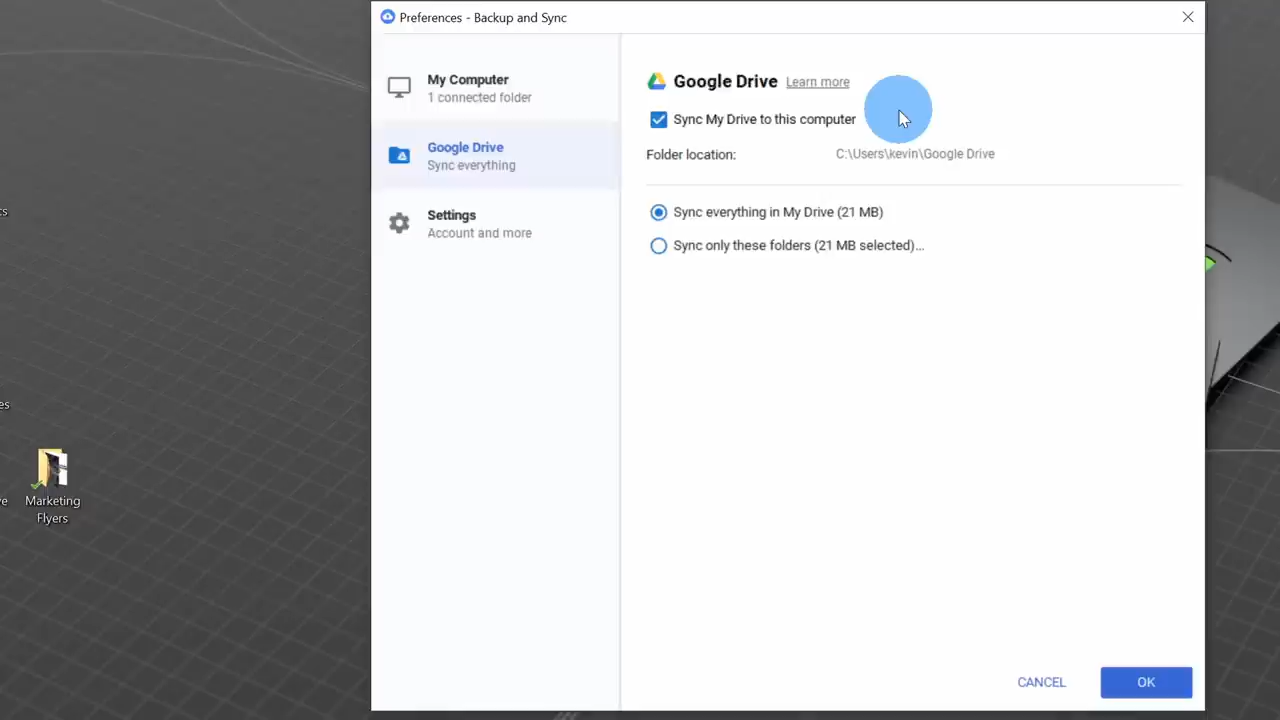 Preferences - Backup and Sync
My Computer
1 connected folder
Google Drive
Sync everything
Settings
Account and more
Google Drive Learn more
Sync My Drive to this computer
Folder location: C:\Users\kevin\Google Drive
Sync everything in My Drive (21 MB)
Sync only these folders (21 MB selected)...
CANCEL OK
Marketing
Flyers